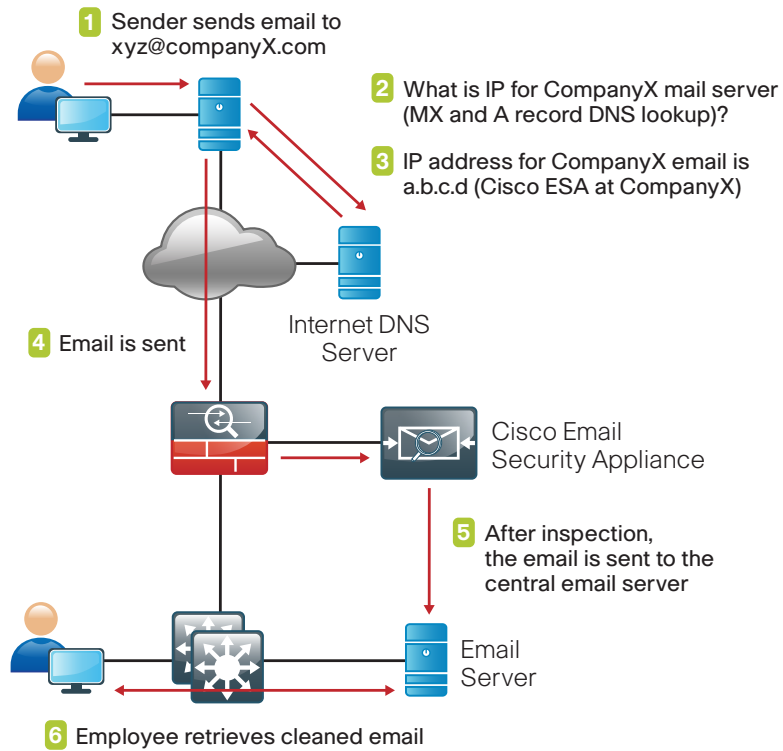 1 Sender sends email to
xyz@companyX.com
2 What is IP for CompanyX mail server
(MX and A record DNS lookup)?
3 IP address for CompanyX email is
a.b.c.d (Cisco ESA at CompanyX)
Internet DNS
Server
4 Email is sent
Cisco Email
Security Appliance
5 After inspection,
the email is sent to the
central email server
Email
Server
6 Employee retrieves cleaned email